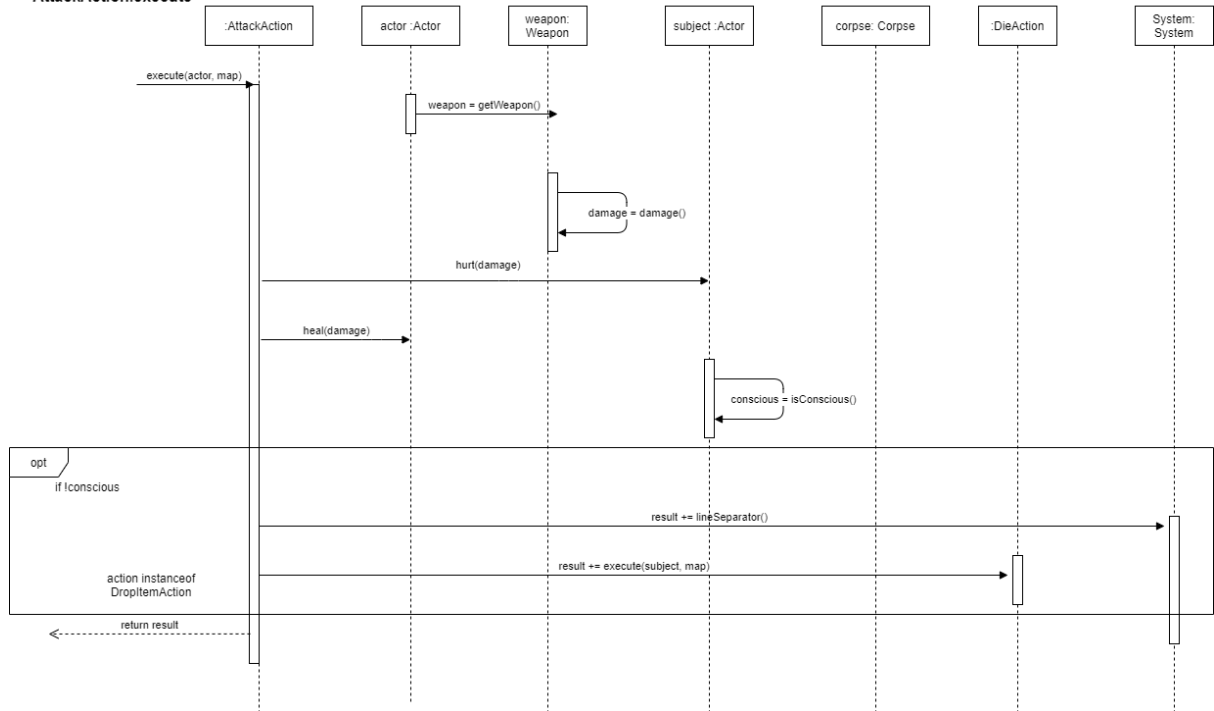 AttackAction.execute
:AttackAction
actor :Actor
weapon:
Weapon
subject :Actor
corpse: Corpse
:DieAction
System:
System
execute(actor, map)
weapon = getWeapon()
damage = damage()
hurt(damage)
heal(damage)
conscious = isConscious()
opt
if !conscious
result += lineSeparator()
result += execute(subject, map)
action instanceof
DropItemAction
return result